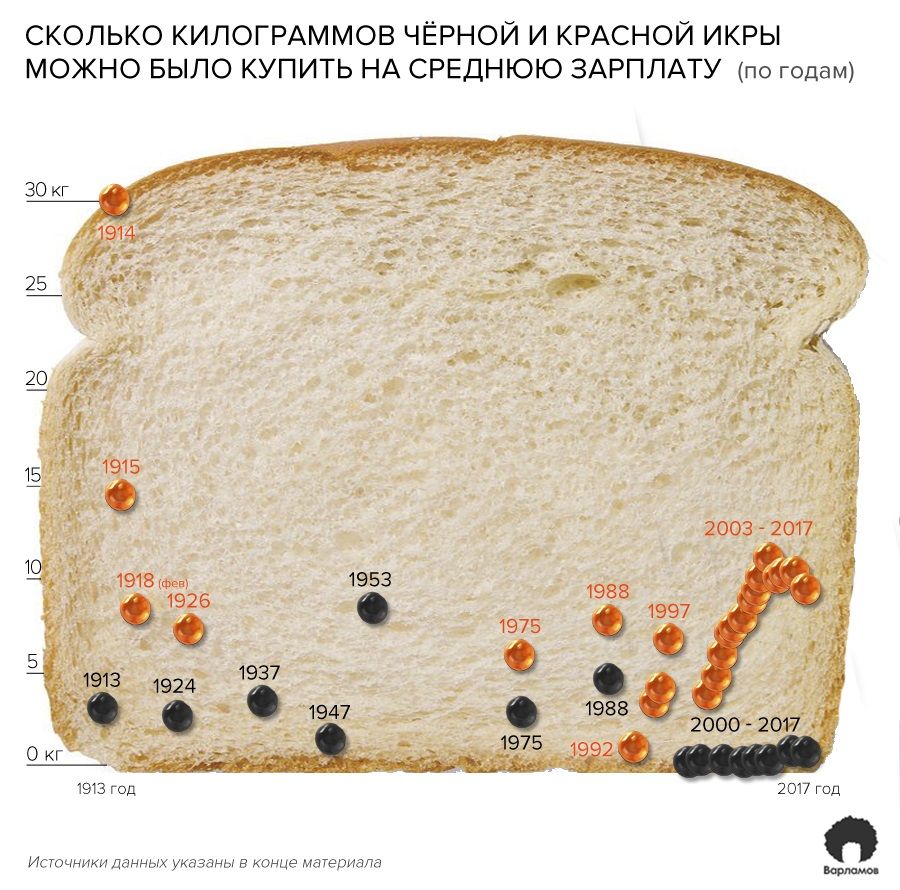 СКОЛЬКО КИЛОГРАММОВ ЧЁРНОЙ И КРАСНОЙ ИКРЫ
МОЖНО БЫЛО КУПИТЬ НА СРЕДНЮЮ ЗАРПЛАТУ (по годам)
30 кг
1914
25
20
15
1915
2003 - 2017
10
1918 (фев)
1953
1926
1988
1997
1975
5
1913
1924
1937
1947
1988
2000 - 2017
1975
1992
0 кг
1913 год
2017 год
Источники данных указаны в конце материала
Варламов